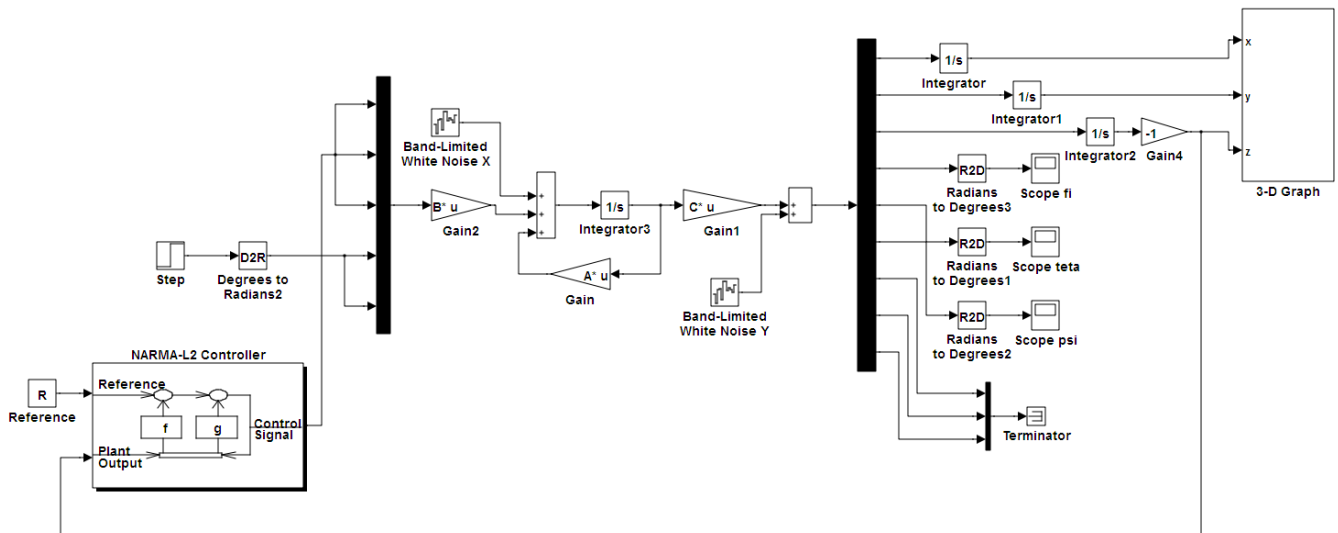 x
1/s
Integrator
y
1/s
Integrator1
1/s
Integrator2
-1
Gain4
z
3-D Graph
Band-Limited
White Noise X
B* u
Gain2
+
+
+
1/s
Integrator3
C* u
Gain1
+
+
A* u
Gain
Band-Limited
White Noise Y
R2D
Radians
to Degrees3
Scope fi
R2D
Radians
to Degrees1
Scope teta
R2D
Radians
to Degrees2
Scope psi
Terminator
Step
D2R
Degrees to
Radians2
NARMA-L2 Controller
R
Reference
Reference
f
g
Control
Signal
Plant
Output